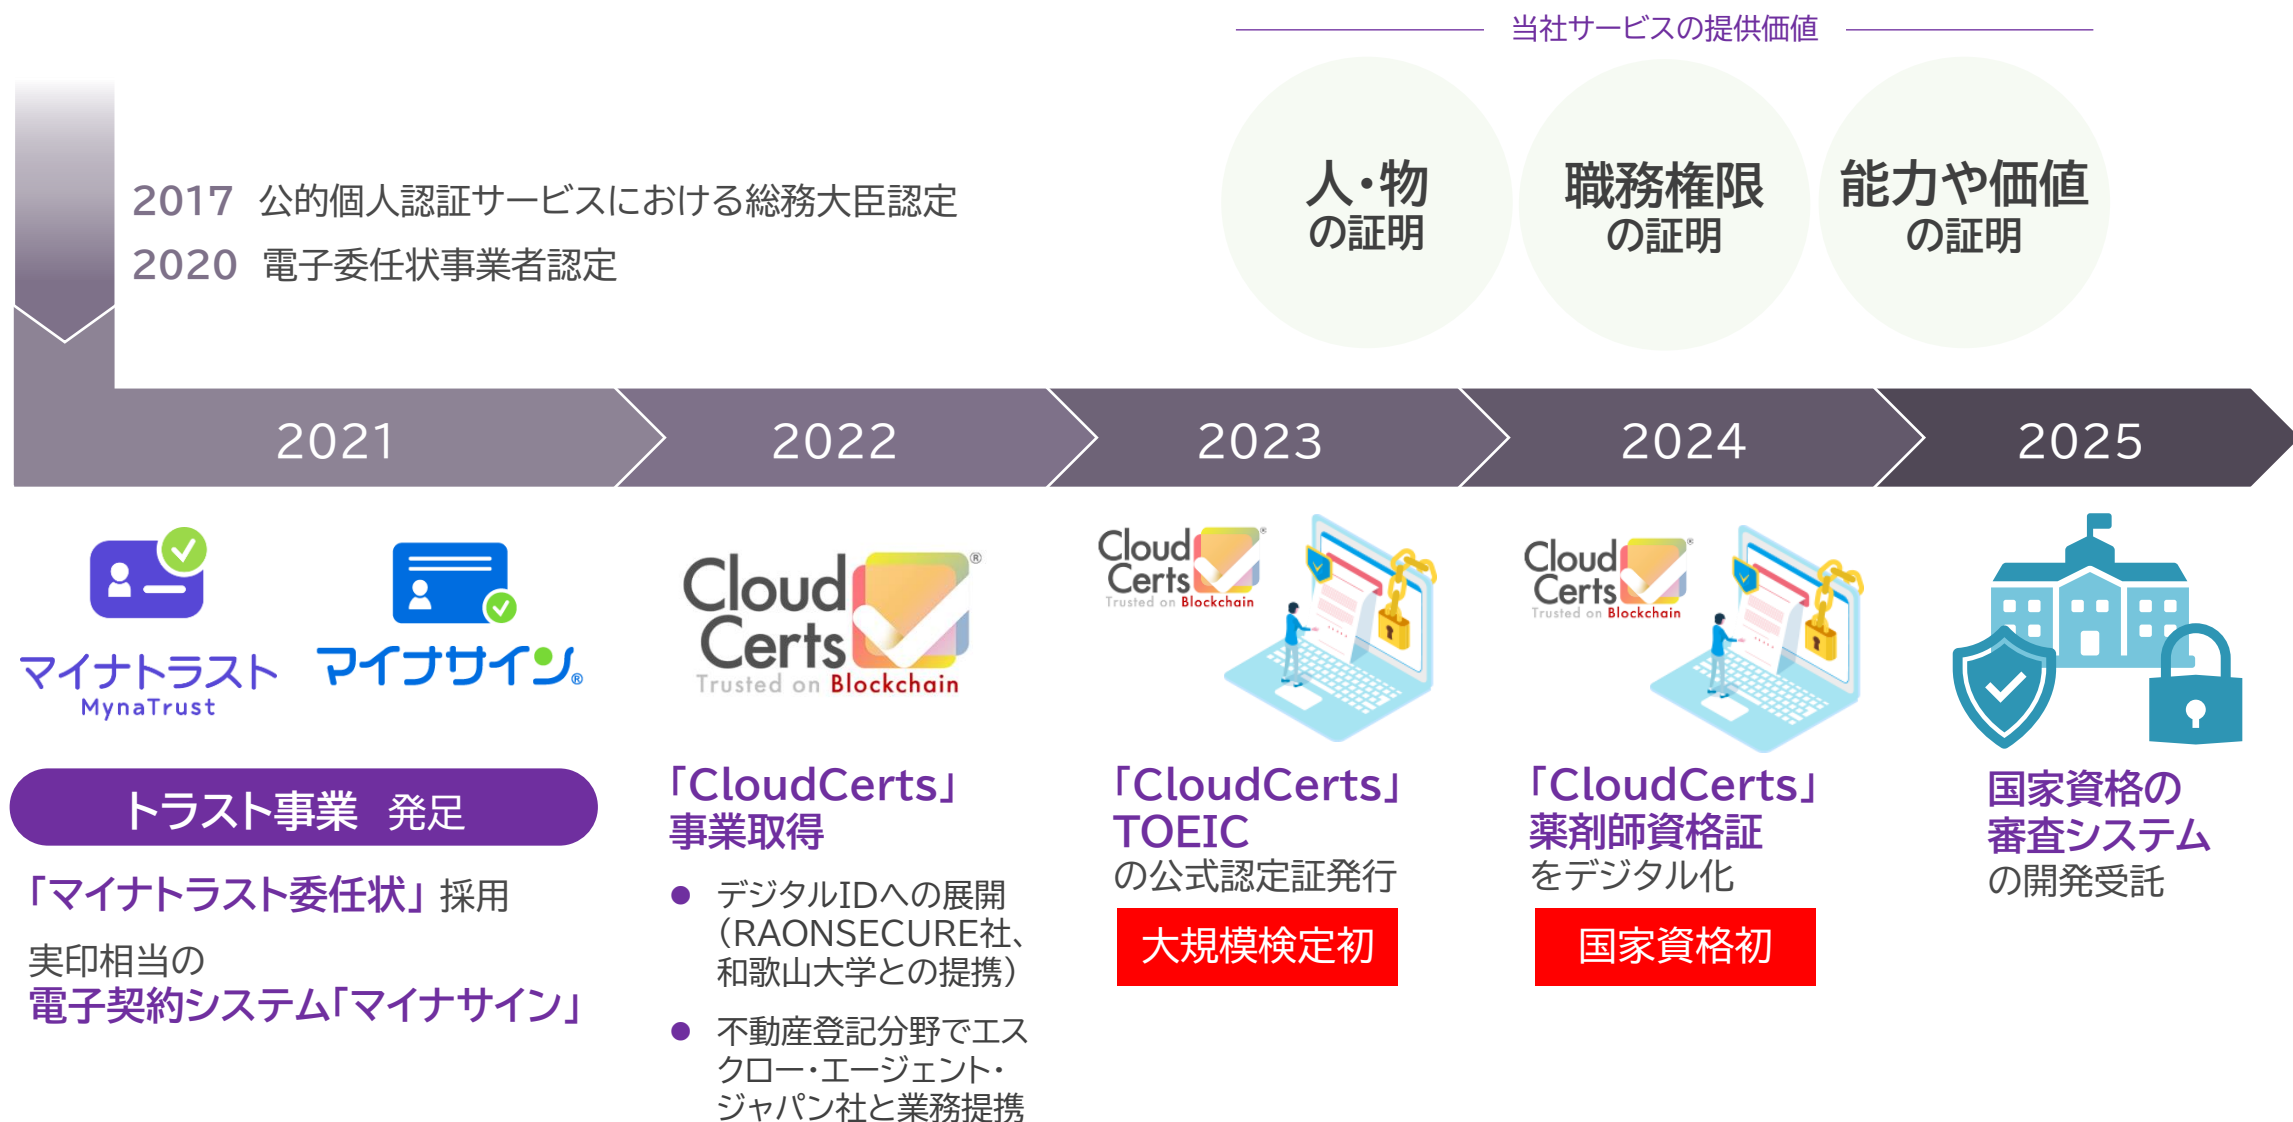 当社サービスの提供価値
人・物
の証明
職務権限
の証明
能力や価値
の証明
2017 公的個人認証サービスにおける総務大臣認定
2020 電子委任状事業者認定
2021
2022
2023
2024
2025
マイナトラスト
MynaTrust
マイナサイン®
トラスト事業 発足
「マイナトラスト委任状」 採用
実印相当の
電子契約システム「マイナサイン」
Cloud
Certs
®
Trusted on Blockchain
「CloudCerts」
事業取得
● デジタルIDへの展開
（RAONSECURE社、
和歌山大学との提携）
● 不動産登記分野でエス
クロー・エージェント・
ジャパン社と業務提携
Cloud
Certs
®
Trusted on Blockchain
「CloudCerts」
TOEIC
の公式認定証発行
大規模検定初
Cloud
Certs
®
Trusted on Blockchain
「CloudCerts」
薬剤師資格証
をデジタル化
国家資格初
国家資格の
審査システム
の開発受託